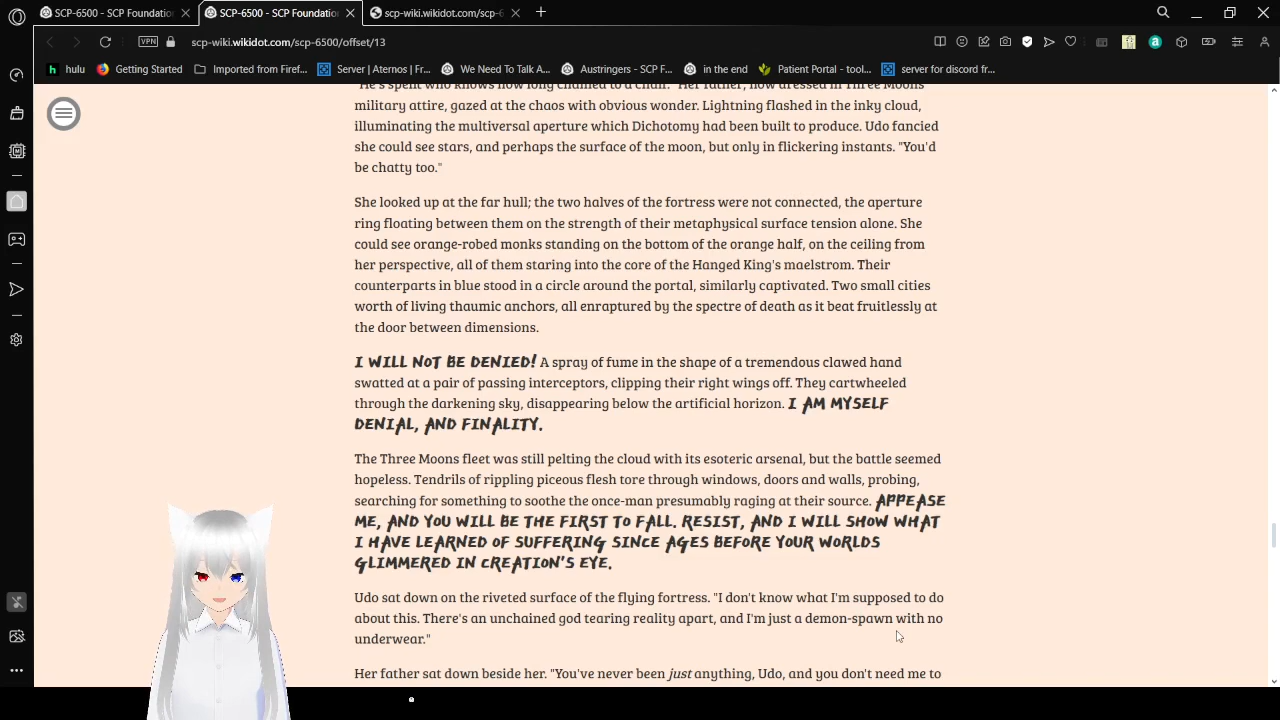 SCP-6500 - SCP Foundation
SCP-6500 - SCP Foundation
scp-wiki.wikidot.com/scp-6
VPN
scp-wiki.wikidot.com/scp-6500/offset/13
hulu
Getting Started
Imported from Firef...
Server | Aternos | Fr...
We Need To Talk A...
Austringers - SCP F...
in the end
Patient Portal - tool...
server for discord fr...
"He's spent who knows how long chained to a chair." Her father, now dressed in Three Moons
military attire, gazed at the chaos with obvious wonder. Lightning flashed in the inky cloud,
illuminating the multiversal aperture which Dichotomy had been built to produce. Udo fancied
she could see stars, and perhaps the surface of the moon, but only in flickering instants. "You'd
be chatty too."
She looked up at the far hull; the two halves of the fortress were not connected, the aperture
ring floating between them on the strength of their metaphysical surface tension alone. She
could see orange-robed monks standing on the bottom of the orange half, on the ceiling from
her perspective, all of them staring into the core of the Hanged King's maelstrom. Their
counterparts in blue stood in a circle around the portal, similarly captivated. Two small cities
worth of living thaumic anchors, all enraptured by the spectre of death as it beat fruitlessly at
the door between dimensions.
I WILL NOT BE DENIED! A spray of fume in the shape of a tremendous clawed hand
swatted at a pair of passing interceptors, clipping their right wings off. They cartwheeled
through the darkening sky, disappearing below the artificial horizon. I AM MYSELF
DENIAL, AND FINALITY.
The Three Moons fleet was still pelting the cloud with its esoteric arsenal, but the battle seemed
hopeless. Tendrils of rippling piceous flesh tore through windows, doors and walls, probing,
searching for something to soothe the once-man presumably raging at their source. APPEASE
ME, AND YOU WILL BE THE FIRST TO FALL. RESIST, AND I WILL SHOW WHAT
I HAVE LEARNED OF SUFFERING SINCE AGES BEFORE YOUR WORLDS
GLIMMERED IN CREATION'S EYE.
Udo sat down on the riveted surface of the flying fortress. "I don't know what I'm supposed to do
about this. There's an unchained god tearing reality apart, and I'm just a demon-spawn with no
underwear."
Her father sat down beside her. "You've never been just anything, Udo, and you don't need me to